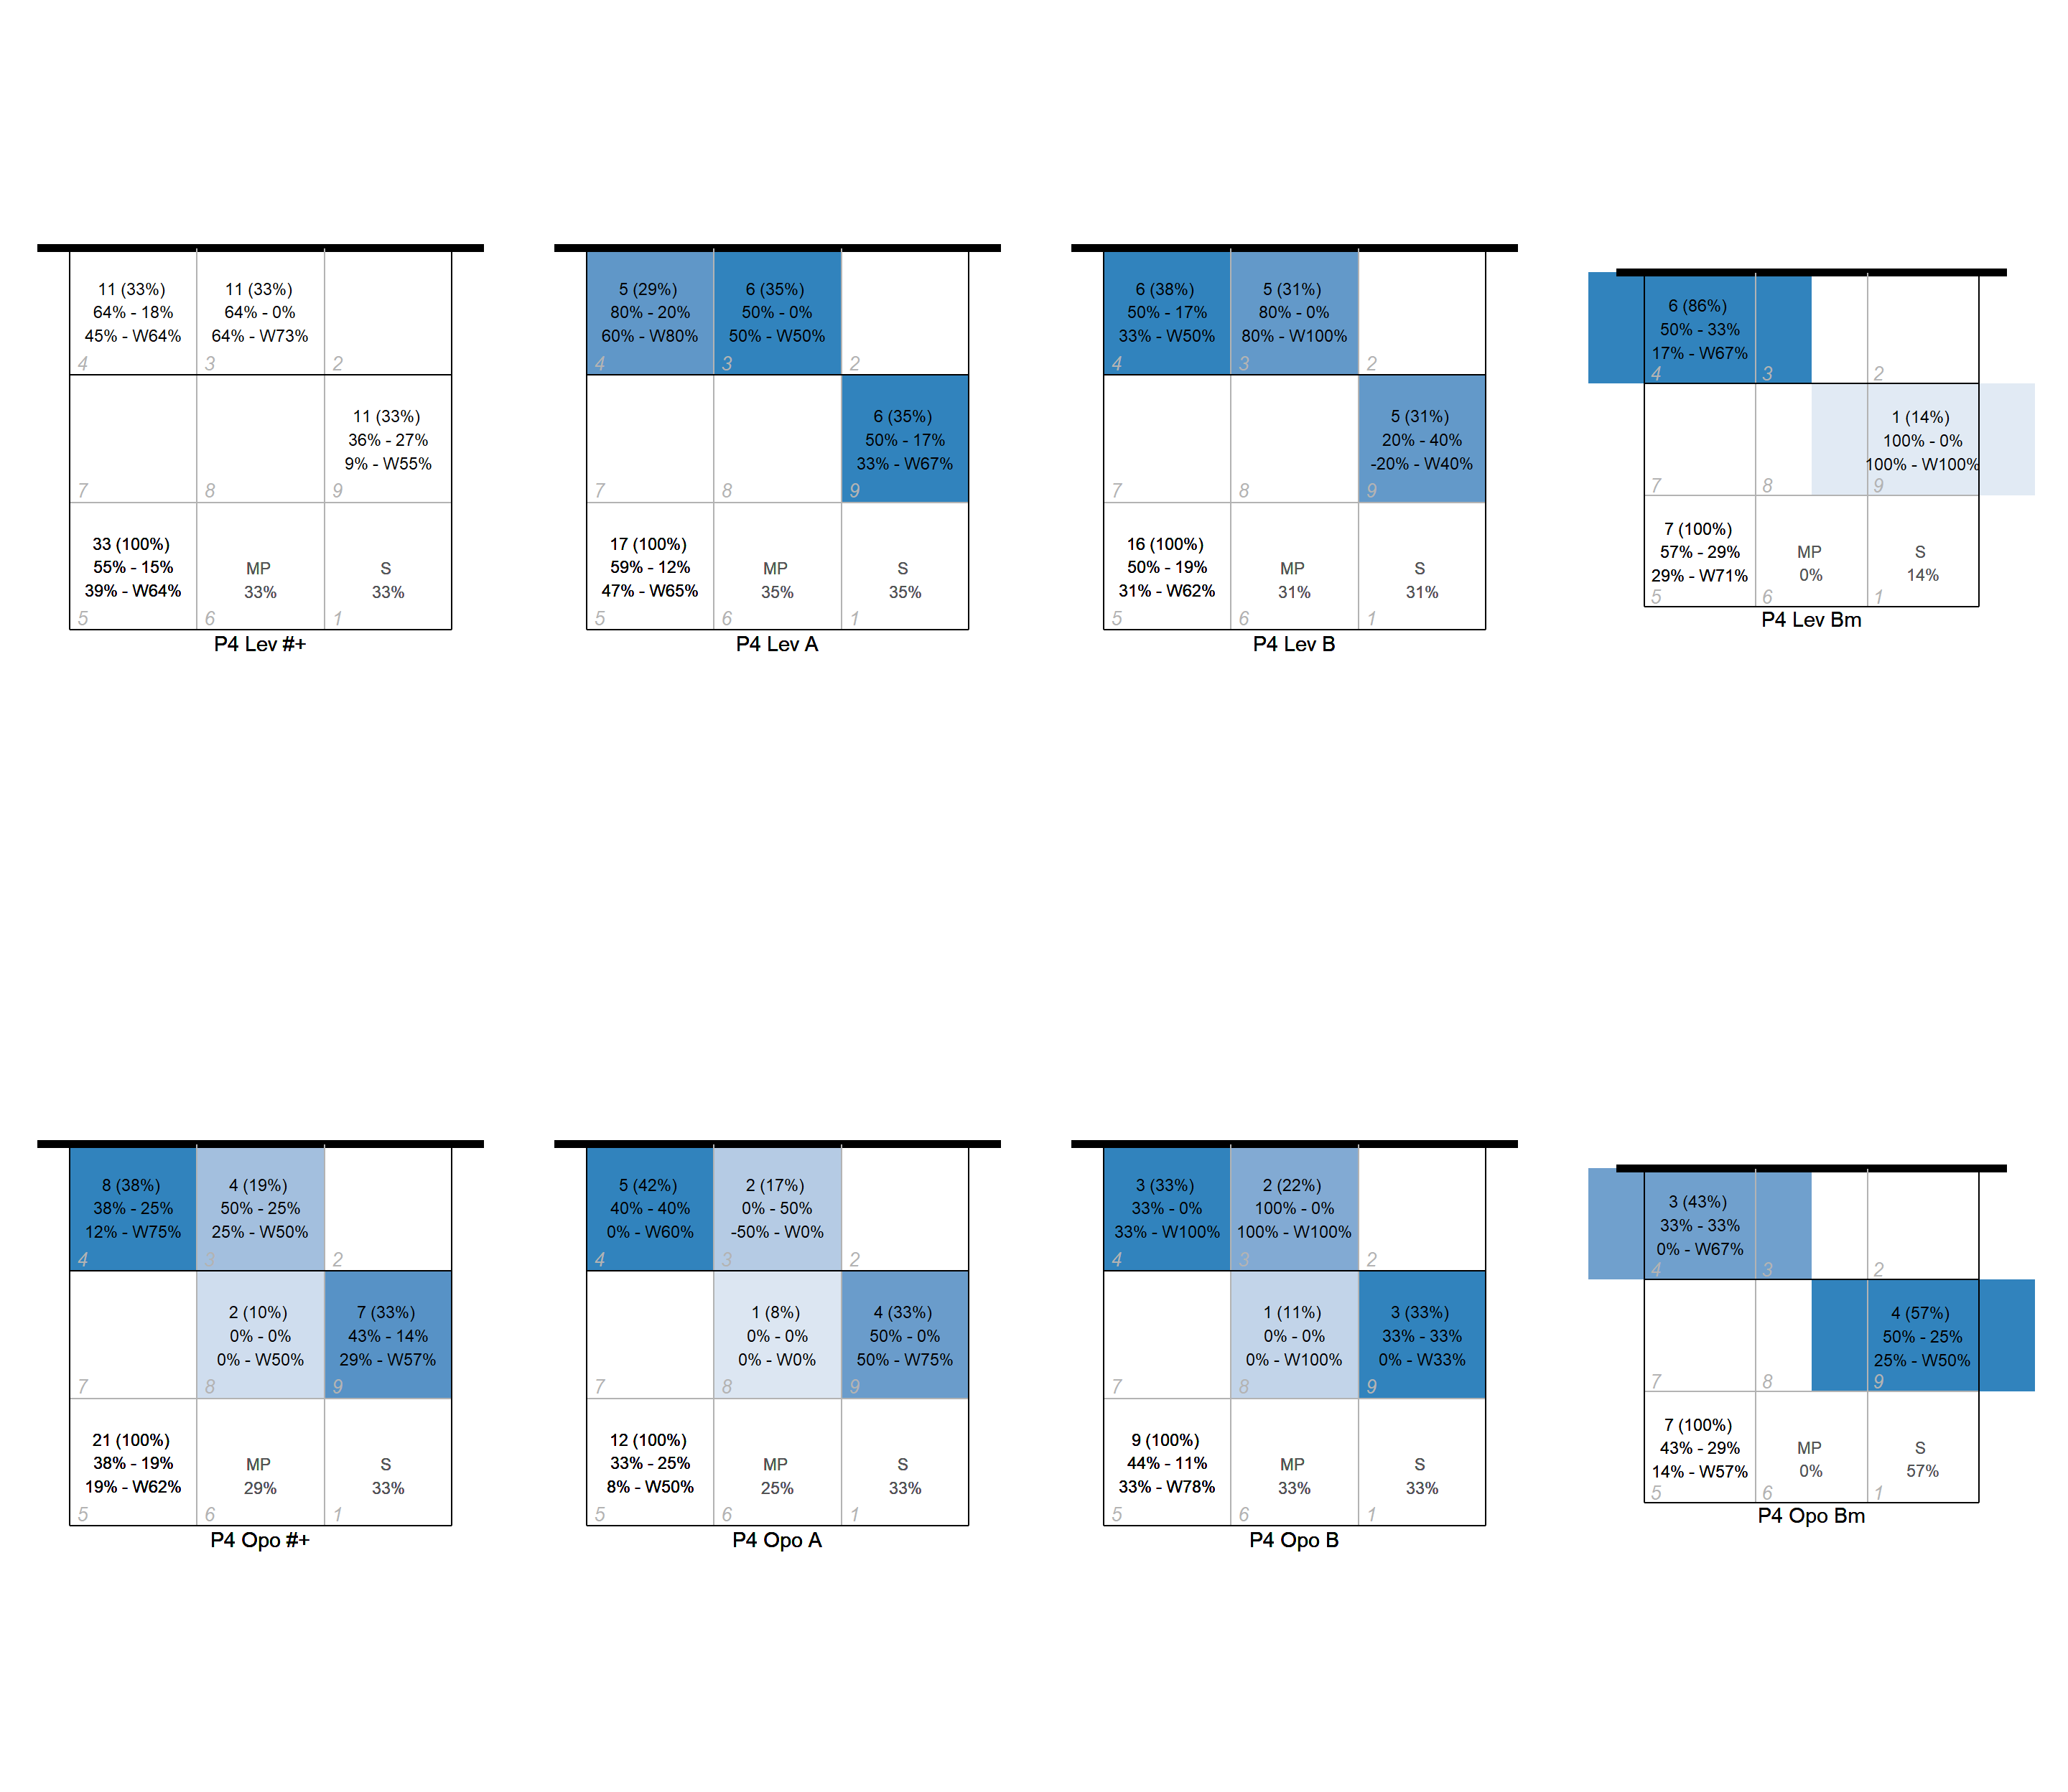 11 (33%)
64% - 18%
45% - W64%
4
11 (33%)
64% - 0%
64% - W73%
3
2
7
8
11 (33%)
36% - 27%
9% - W55%
9
33 (100%)
55% - 15%
39% - W64%
5
MP
33%
6
S
33%
1
P4 Lev #+
5 (29%)
80% - 20%
60% - W80%
4
6 (35%)
50% - 0%
50% - W50%
3
2
7
8
6 (35%)
50% - 17%
33% - W67%
9
17 (100%)
59% - 12%
47% - W65%
5
MP
35%
6
S
35%
1
P4 Lev A
6 (38%)
50% - 17%
33% - W50%
4
5 (31%)
80% - 0%
80% - W100%
3
2
7
8
5 (31%)
20% - 40%
-20% - W40%
9
16 (100%)
50% - 19%
31% - W62%
5
MP
31%
6
S
31%
1
P4 Lev B
6 (86%)
50% - 33%
17% - W67%
4
3
2
7
8
1 (14%)
100% - 0%
100% - W100%
9
7 (100%)
57% - 29%
29% - W71%
5
MP
0%
6
S
14%
1
P4 Lev Bm
8 (38%)
38% - 25%
12% - W75%
4
4 (19%)
50% - 25%
25% - W50%
3
2
7
2 (10%)
0% - 0%
0% - W50%
8
7 (33%)
43% - 14%
29% - W57%
9
21 (100%)
38% - 19%
19% - W62%
5
MP
29%
6
S
33%
1
P4 Opo #+
5 (42%)
40% - 40%
0% - W60%
4
2 (17%)
0% - 50%
-50% - W0%
3
2
7
1 (8%)
0% - 0%
0% - W0%
8
4 (33%)
50% - 0%
50% - W75%
9
12 (100%)
33% - 25%
8% - W50%
5
MP
25%
6
S
33%
1
P4 Opo A
3 (33%)
33% - 0%
33% - W100%
4
2 (22%)
100% - 0%
100% - W100%
3
2
7
1 (11%)
0% - 0%
0% - W100%
8
3 (33%)
33% - 33%
0% - W33%
9
9 (100%)
44% - 11%
33% - W78%
5
MP
33%
6
S
33%
1
P4 Opo B
3 (43%)
33% - 33%
0% - W67%
4
3
2
7
8
4 (57%)
50% - 25%
25% - W50%
9
7 (100%)
43% - 29%
14% - W57%
5
MP
0%
6
S
57%
1
P4 Opo Bm